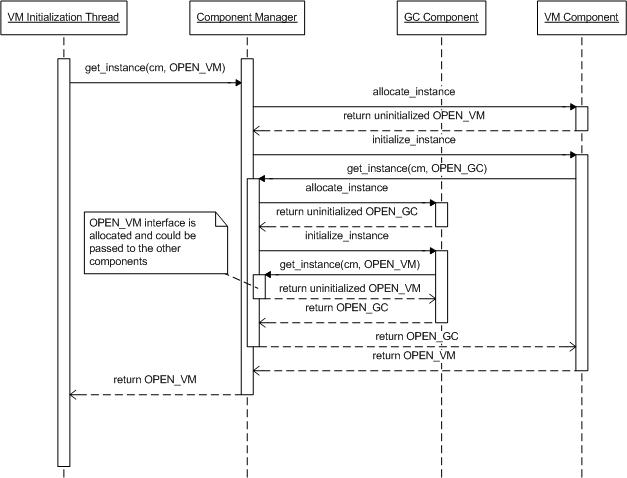 VM Initialization Thread
Component Manager
GC Component
VM Component
get_instance(cm, OPEN_VM)
allocate_instance
return uninitialized OPEN_VM
initialize_instance
get_instance(cm, OPEN_GC)
allocate_instance
return uninitialized OPEN_GC
OPEN_VM interface is
allocated and could be
passed to the other
components
initialize_instance
get_instance(cm, OPEN_VM)
return uninitialized OPEN_VM
return OPEN_GC
return OPEN_GC
return OPEN_VM
return OPEN_VM